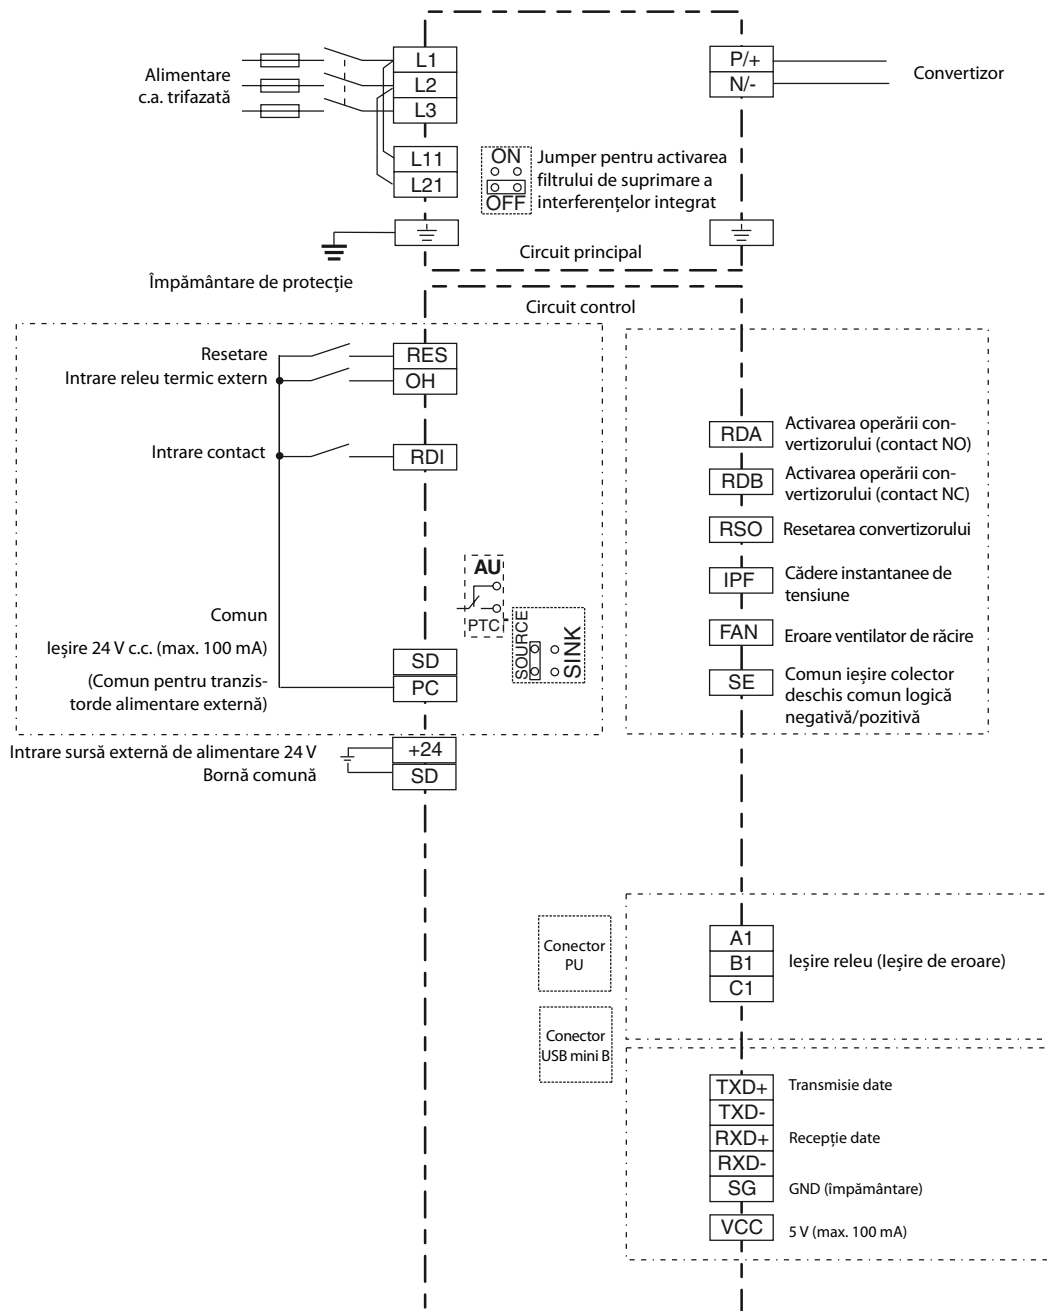 Alimentare
c.a. trifazată
L1
L2
L3
L11
L21
P/+
N/-
Convertizor
ON
OFF
Jumper pentru activarea
filtrului de suprimare a
interferențelor integrat
Circuit principal
Împământare de protecție
Circuit control
Resetare
RES
Intrare releu termic extern
OH
Intrare contact
RDI
AU
PTC
SOURCE
SINK
Comun
Ieșire 24 V c.c. (max. 100 mA)
SD
(Comun pentru tranzis-
torde alimentare externă)
PC
Intrare sursă externă de alimentare 24 V
+24
Bornă comună
SD
RDA
Activarea operării con-
vertizorului (contact NO)
RDB
Activarea operării con-
vertizorului (contact NC)
RSO
Resetarea convertizorului
IPF
Cădere instantanee de
tensiune
FAN
Eroare ventilator de răcire
SE
Comun ieșire colector
deschis comun logică
negativă/pozitivă
Conector
PU
A1
B1
C1
Ieșire releu (Ieșire de eroare)
Conector
USB mini B
TXD+
Transmisie date
TXD-
RXD+
Recepție date
RXD-
SG
GND (împământare)
VCC
5 V (max. 100 mA)